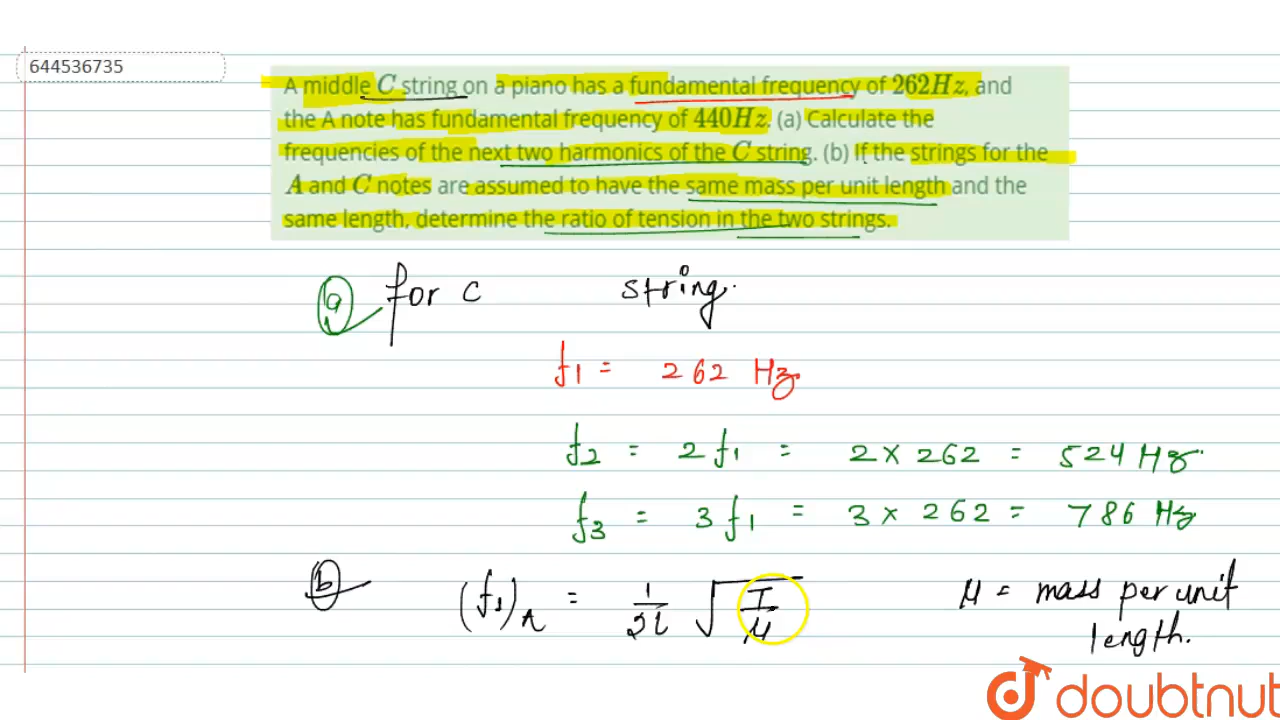 644536735
A middle C string on a piano has a fundamental frequency of 262Hz, and
the A note has fundamental frequency of 440Hz. (a) Calculate the
frequencies of the next two harmonics of the C string. (b) If the strings for the
A and C notes are assumed to have the same mass per unit length and the
same length, determine the ratio of tension in the two strings.
(a) for C string.
f1 = 262 Hz
f2 = 2 f1 = 2 × 262 = 524 Hz.
f3 = 3 f1 = 3 × 262 = 786 Hz
(b) (f1)A = 1/2l √T/μ μ = mass per unit
length.
doubtnut